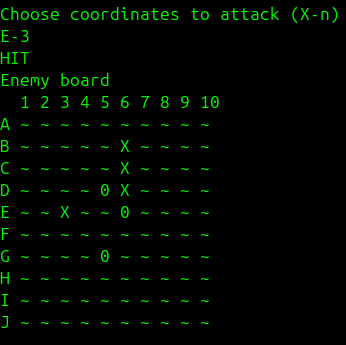 Choose coordinates to attack (X-n)
E-3
HIT
Enemy board
  1 2 3 4 5 6 7 8 9 10
A ~ ~ ~ ~ ~ ~ ~ ~ ~ ~
B ~ ~ ~ ~ ~ X ~ ~ ~ ~
C ~ ~ ~ ~ ~ X ~ ~ ~ ~
D ~ ~ ~ ~ 0 X ~ ~ ~ ~
E ~ ~ X ~ ~ 0 ~ ~ ~ ~
F ~ ~ ~ ~ ~ ~ ~ ~ ~ ~
G ~ ~ ~ ~ 0 ~ ~ ~ ~ ~
H ~ ~ ~ ~ ~ ~ ~ ~ ~ ~
I ~ ~ ~ ~ ~ ~ ~ ~ ~ ~
J ~ ~ ~ ~ ~ ~ ~ ~ ~ ~